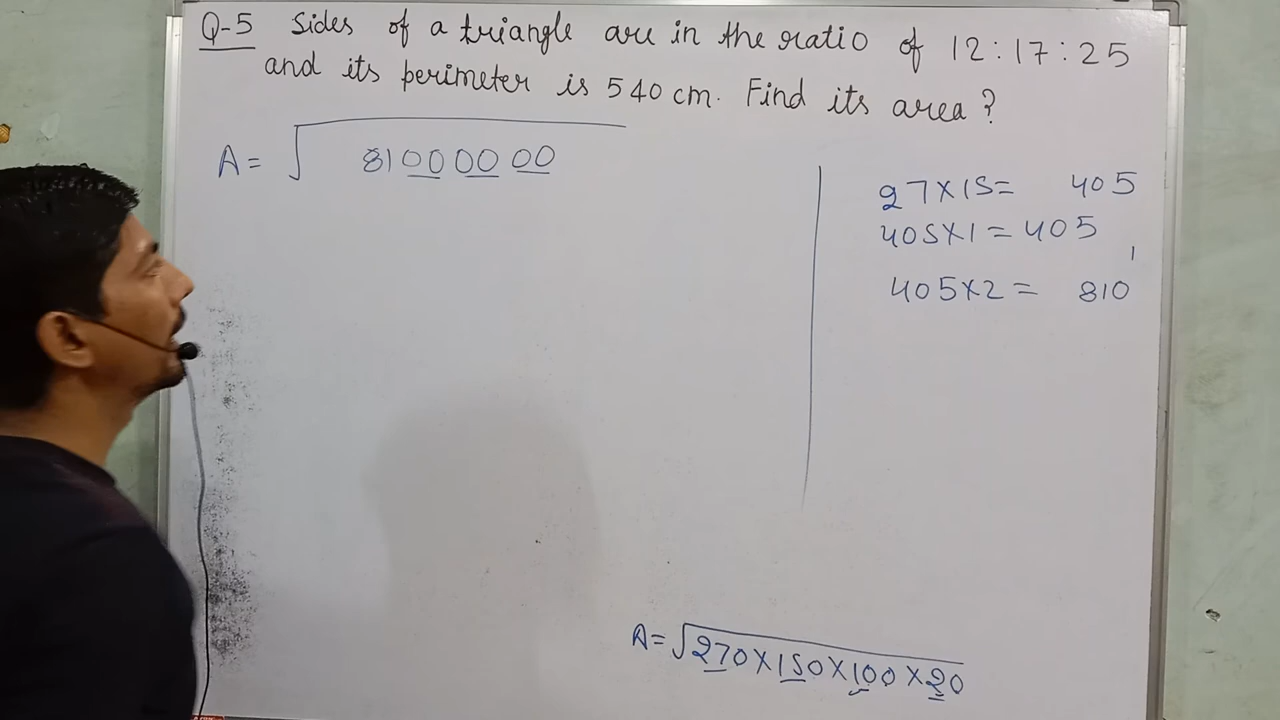 Q-5 Sides of a triangle are in the ratio of 12:17:25
and its perimeter is 540 cm. Find its area?
A = √81000000
27×15= 405
405×1=405
1
405×2= 810
A=√270×150×100×20